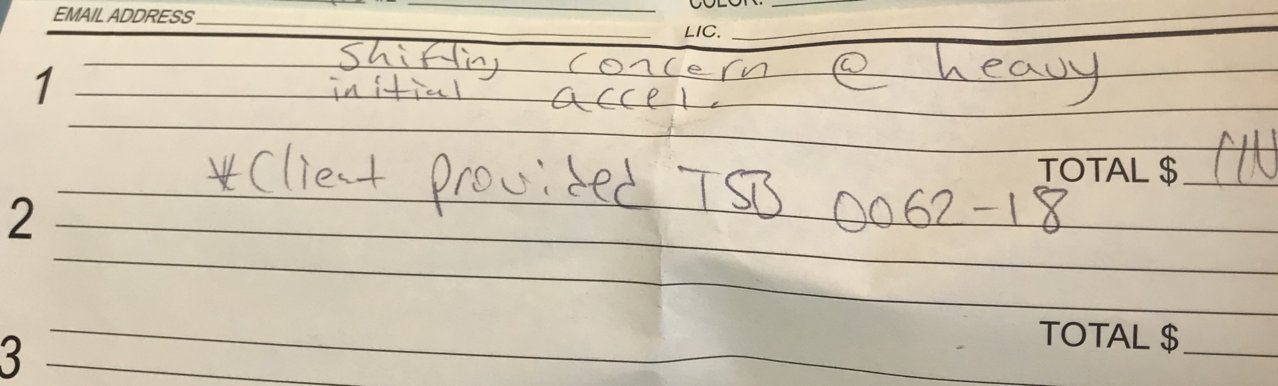 EMAIL ADDRESS
LIC.
1
Shifting concern @ heavy
initial accel.
TOTAL $
*Client provided TSB 0062-18
2
TOTAL $
3